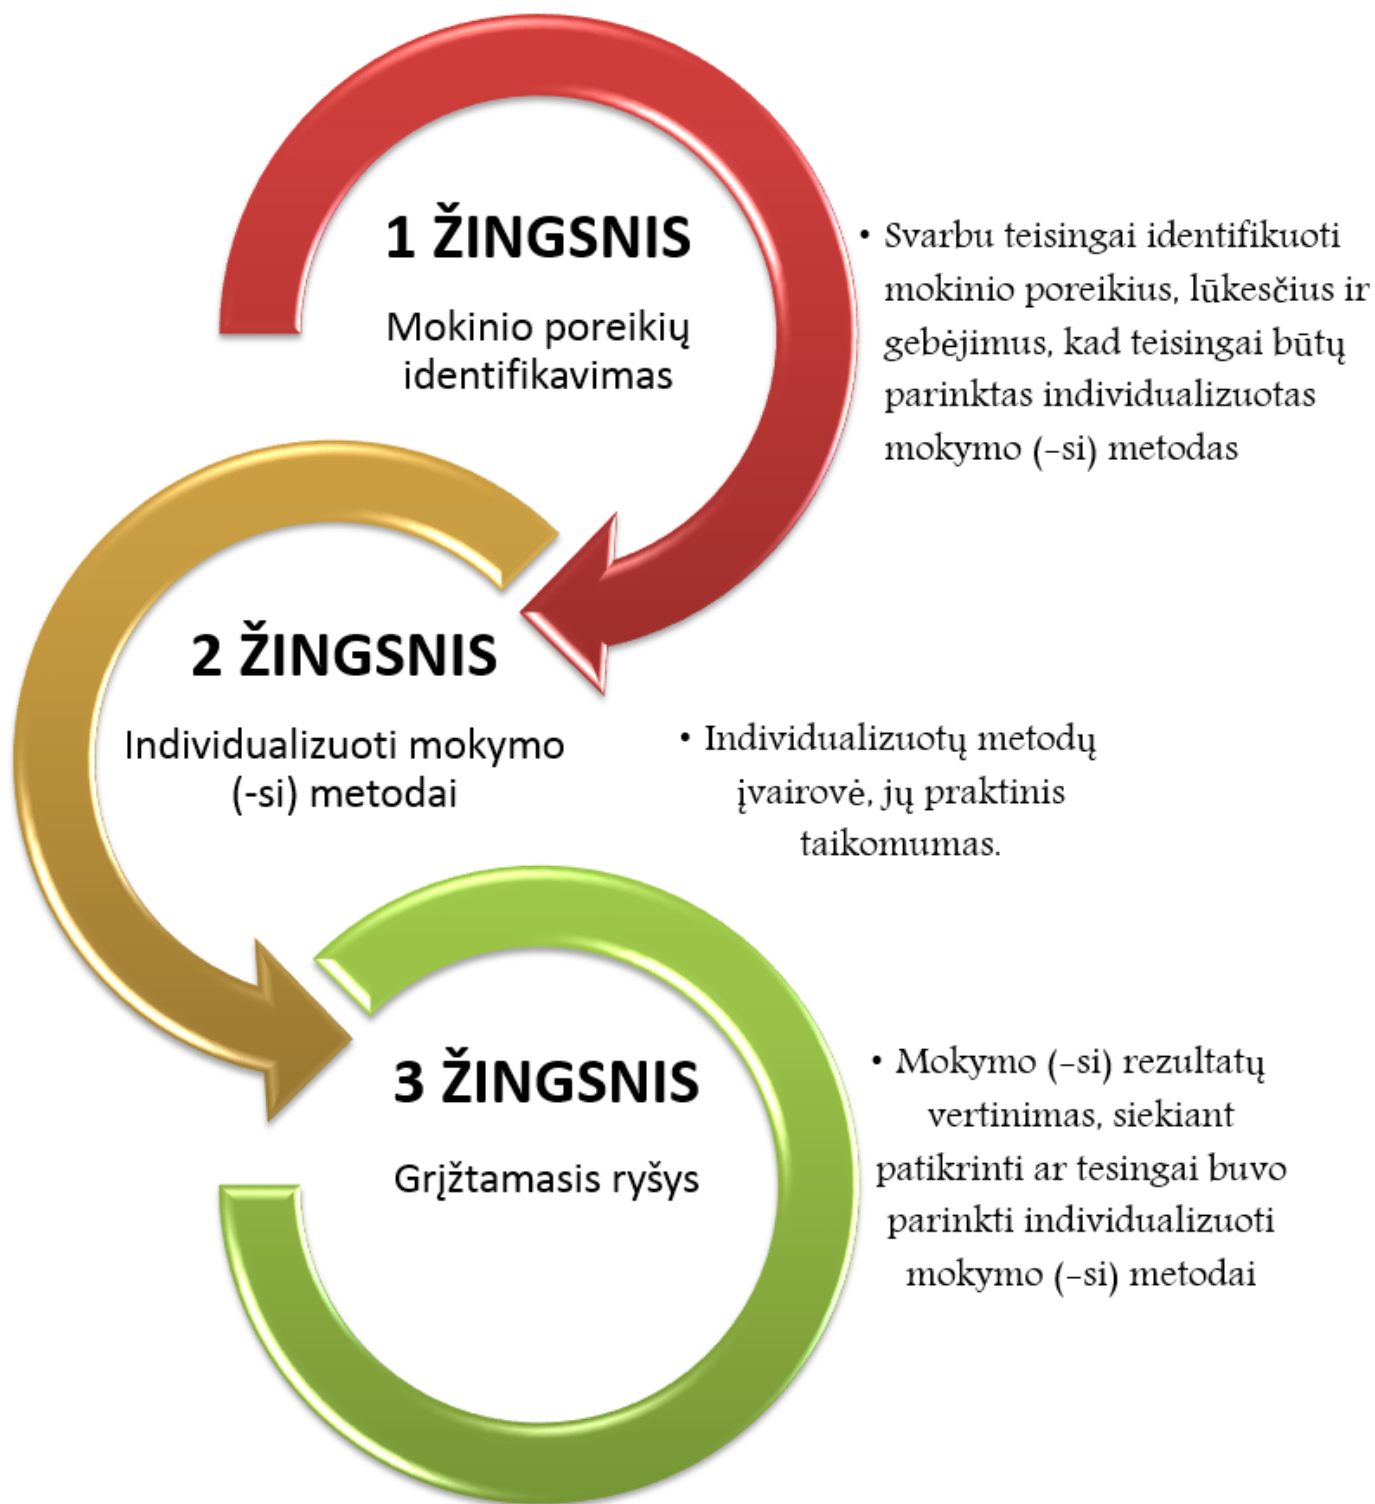 1 ŽINGSNIS
Mokinio poreikių
identifikavimas
• Svarbu teisingai identifikuoti
mokinio poreikius, lūkesčius ir
gebėjimus, kad teisingai būtų
parinktas individualizuotas
mokymo (-si) metodas
2 ŽINGSNIS
Individualizuoti mokymo
(-si) metodai
• Individualizuotų metodų
įvairovė, jų praktinis
taikomumas.
3 ŽINGSNIS
Grįžtamasis ryšys
• Mokymo (-si) rezultatų
vertinimas, siekiant
patikrinti ar tesingai buvo
parinkti individualizuoti
mokymo (-si) metodai